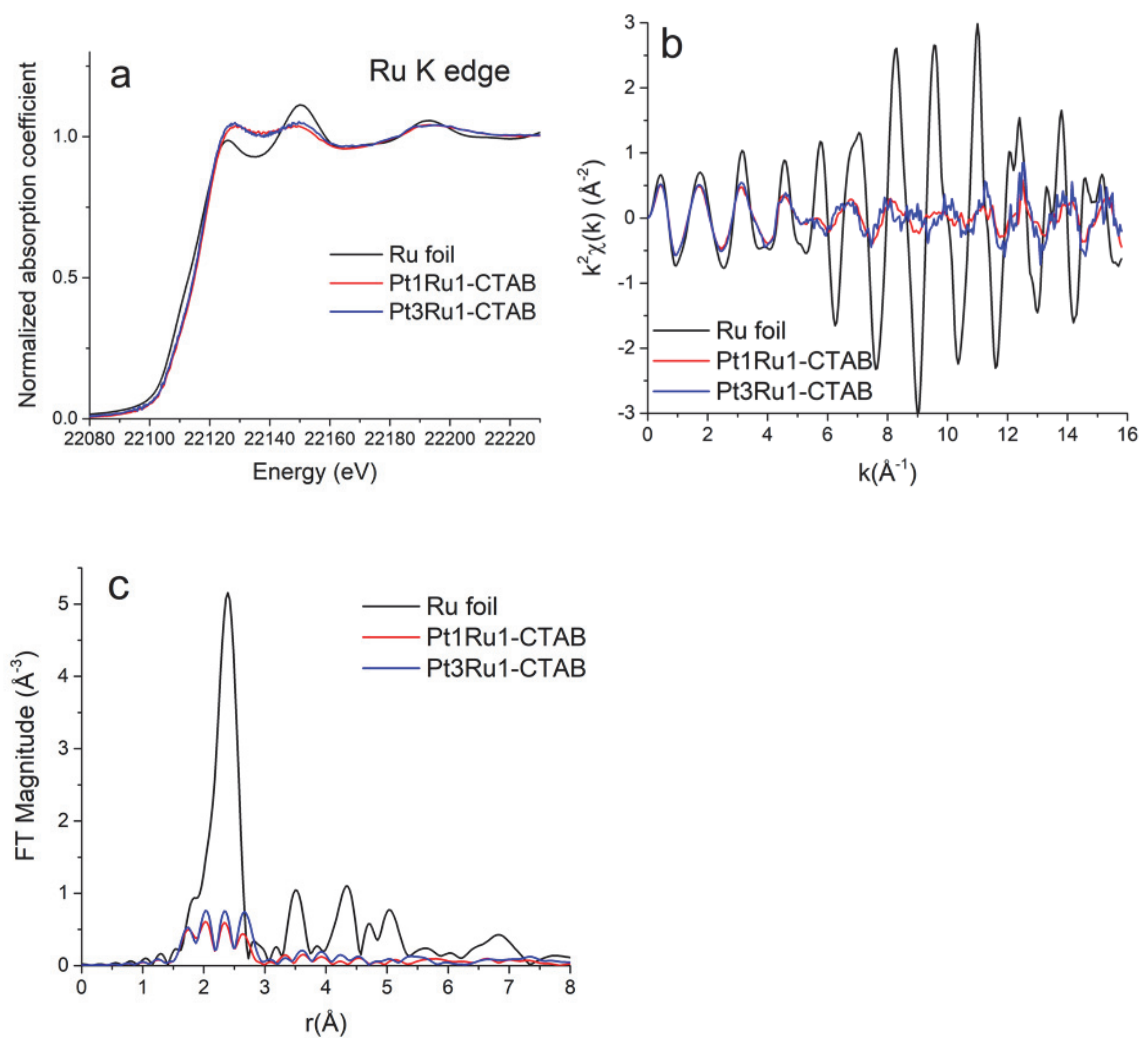 a
Ru K edge
Normalized absorption coefficient
1.0
0.5
0.0
Ru foil
Pt1Ru1-CTAB
Pt3Ru1-CTAB
22080 22100 22120 22140 22160 22180 22200 22220
Energy (eV)
b
k²χ(k) (Å⁻²)
3
2
1
0
-1
-2
-3
Ru foil
Pt1Ru1-CTAB
Pt3Ru1-CTAB
0 2 4 6 8 10 12 14 16
k(Å⁻¹)
c
FT Magnitude (Å⁻³)
5
4
3
2
1
0
Ru foil
Pt1Ru1-CTAB
Pt3Ru1-CTAB
0 1 2 3 4 5 6 7 8
r(Å)